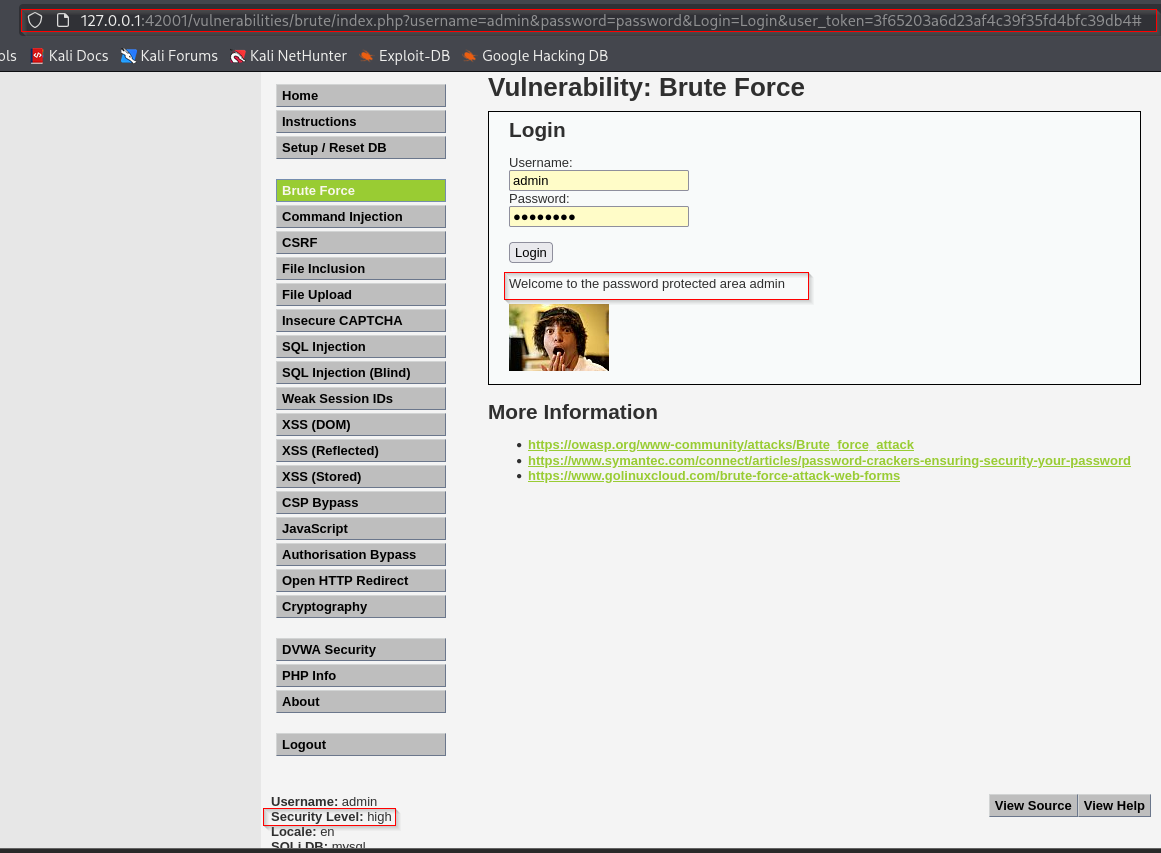 127.0.0.1:42001/vulnerabilities/brute/index.php?username=admin&password=password&Login=Login&user_token=3f65203a6d23af4c39f35fd4bfc39db4#
ols Kali Docs Kali Forums Kali NetHunter Exploit-DB Google Hacking DB
Home
Instructions
Setup / Reset DB
Brute Force
Command Injection
CSRF
File Inclusion
File Upload
Insecure CAPTCHA
SQL Injection
SQL Injection (Blind)
Weak Session IDs
XSS (DOM)
XSS (Reflected)
XSS (Stored)
CSP Bypass
JavaScript
Authorisation Bypass
Open HTTP Redirect
Cryptography
DVWA Security
PHP Info
About
Logout
Vulnerability: Brute Force
Login
Username:
admin
Password:
●●●●●●●●
Login
Welcome to the password protected area admin
More Information
https://owasp.org/www-community/attacks/Brute_force_attack
https://www.symantec.com/connect/articles/password-crackers-ensuring-security-your-password
https://www.golinuxcloud.com/brute-force-attack-web-forms
Username: admin
Security Level: high
Locale: en
SQLi DB: mysql
View Source View Help